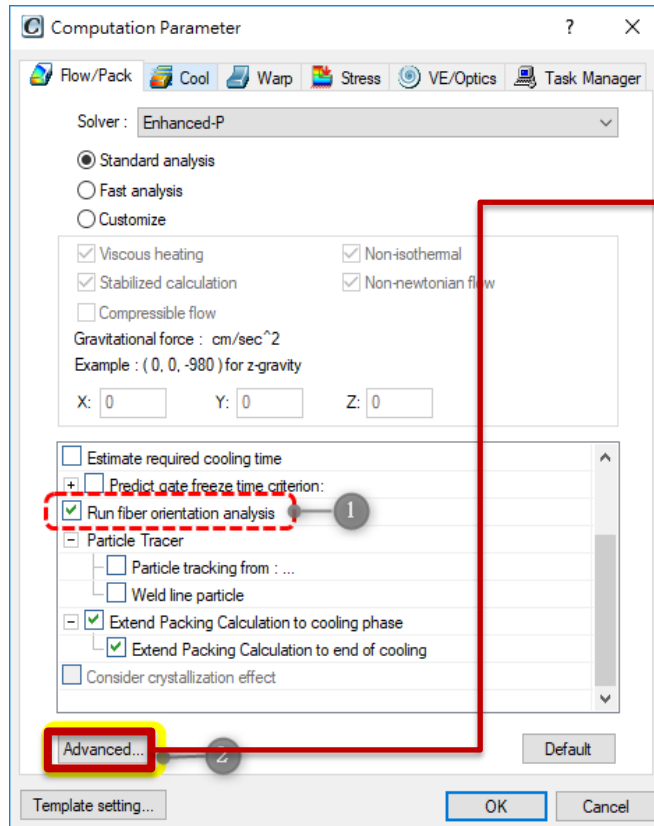 C Computation Parameter ? X
Flow/Pack Cool Warp Stress VE/Optics Task Manager
Solver : Enhanced-P
Standard analysis
Fast analysis
Customize
Viscous heating Non-isothermal
Stabilized calculation Non-newtonian flow
Compressible flow
Gravitational force : cm/sec^2
Example : ( 0, 0, -980 ) for z-gravity
X: 0 Y: 0 Z: 0
Estimate required cooling time
Predict gate freeze time criterion:
Run fiber orientation analysis 1
Particle Tracer
Particle tracking from : ...
Weld line particle
Extend Packing Calculation to cooling phase
Extend Packing Calculation to end of cooling
Consider crystallization effect
Advanced... 2 Default
Template setting... OK Cancel